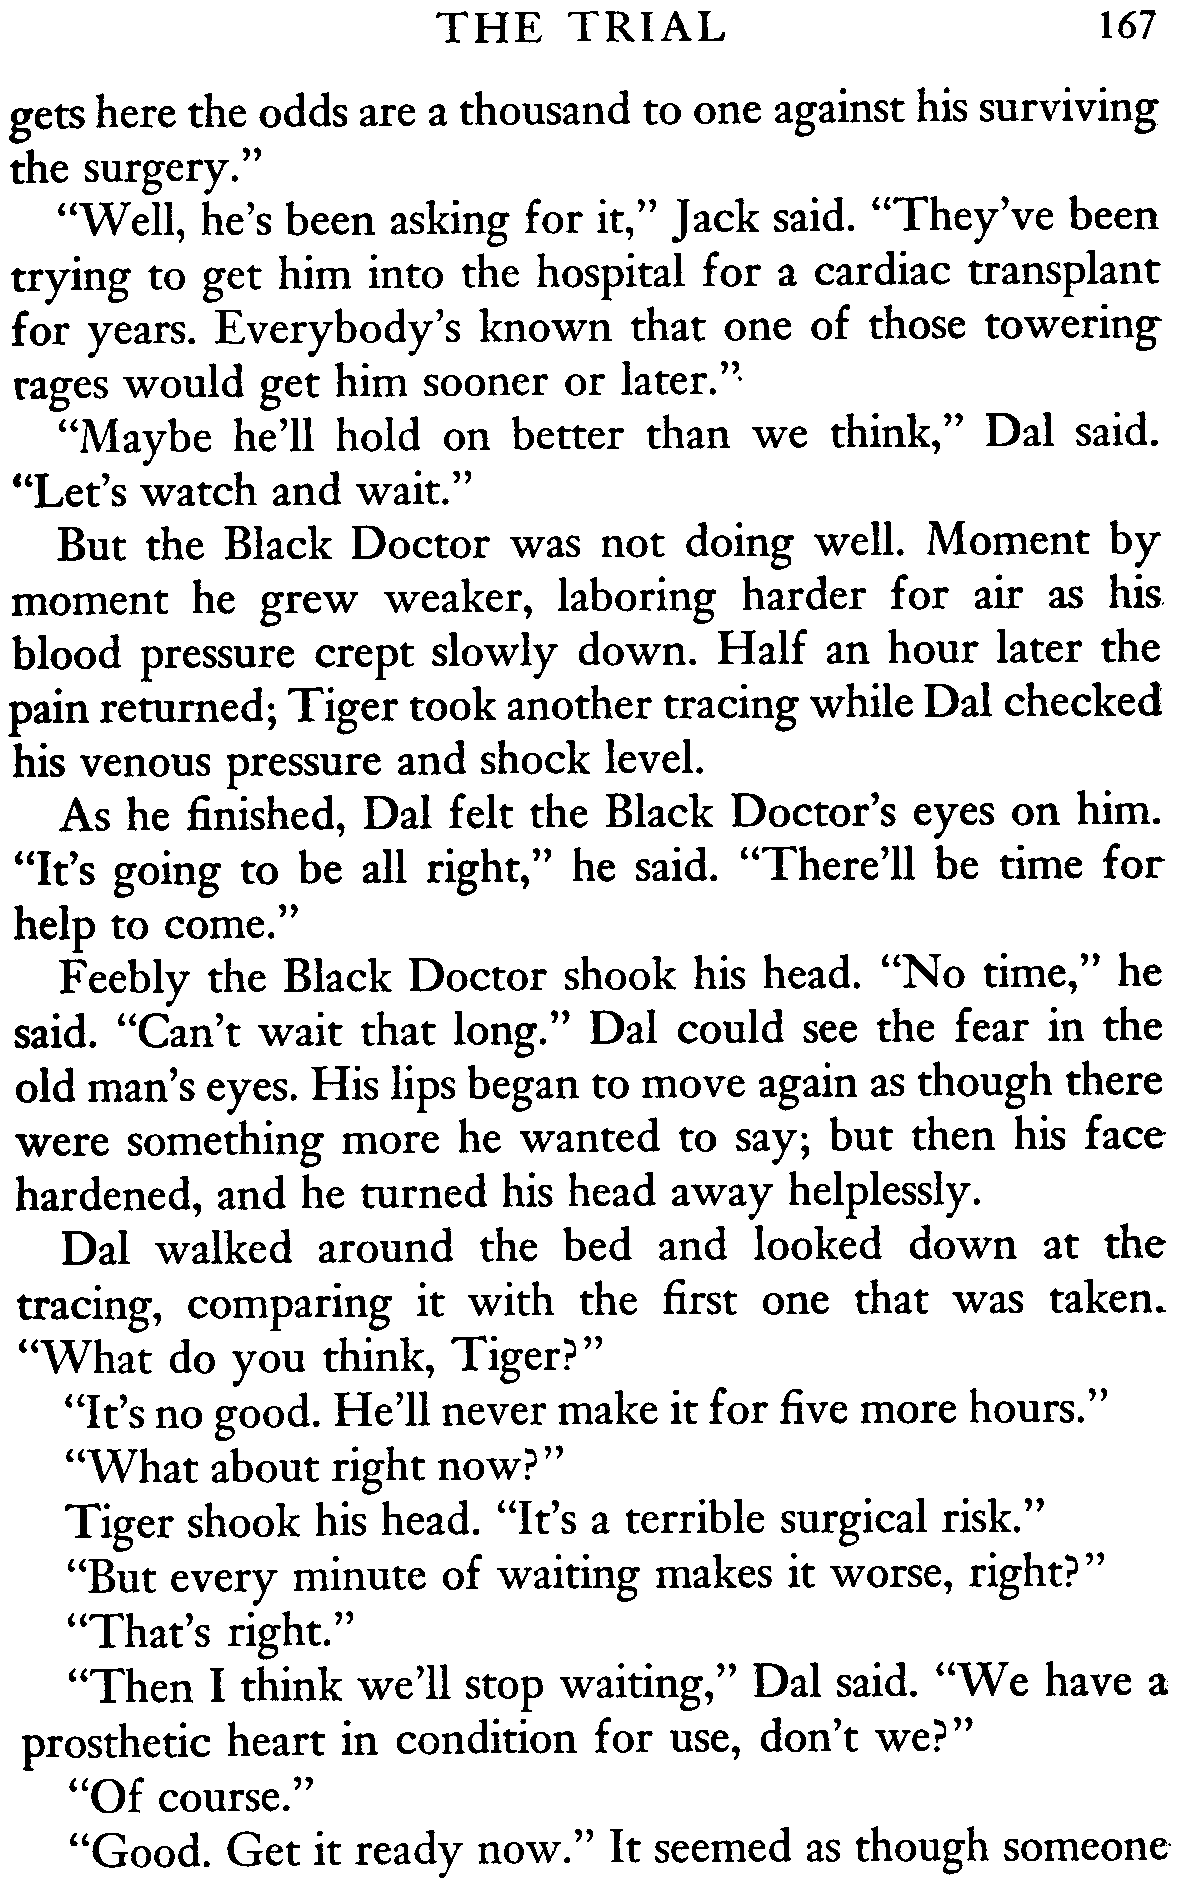 THE TRIAL 167
gets here the odds are a thousand to one against his surviving
the surgery.”
“Well, he’s been asking for it,” Jack said. “They’ve been
trying to get him into the hospital for a cardiac transplant
for years. Everybody’s known that one of those towering
rages would get him sooner or later.”
“Maybe he’ll hold on better than we think,” Dal said.
“Let’s watch and wait.”
But the Black Doctor was not doing well. Moment by
moment he grew weaker, laboring harder for air as his
blood pressure crept slowly down. Half an hour later the
pain returned; Tiger took another tracing while Dal checked
his venous pressure and shock level.
As he finished, Dal felt the Black Doctor’s eyes on him.
“It’s going to be all right,” he said. “There’ll be time for
help to come.”
Feebly the Black Doctor shook his head. “No time,” he
said. “Can’t wait that long.” Dal could see the fear in the
old man’s eyes. His lips began to move again as though there
were something more he wanted to say; but then his face
hardened, and he turned his head away helplessly.
Dal walked around the bed and looked down at the
tracing, comparing it with the first one that was taken.
“What do you think, Tiger?”
“It’s no good. He’ll never make it for five more hours.”
“What about right now?”
Tiger shook his head. “It’s a terrible surgical risk.”
“But every minute of waiting makes it worse, right?”
“That’s right.”
“Then I think we’ll stop waiting,” Dal said. “We have a
prosthetic heart in condition for use, don’t we?”
“Of course.”
“Good. Get it ready now.” It seemed as though someone